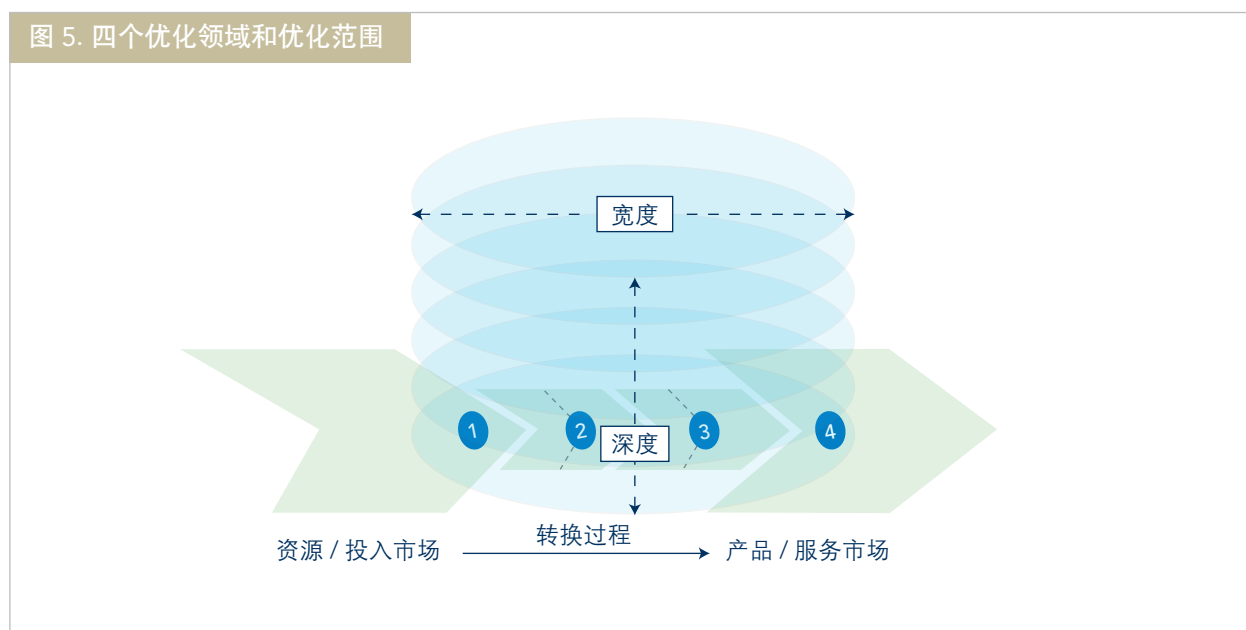 图 5. 四个优化领域和优化范围
宽度
1
2
深度
3
4
转换过程
资源 / 投入市场
产品 / 服务市场